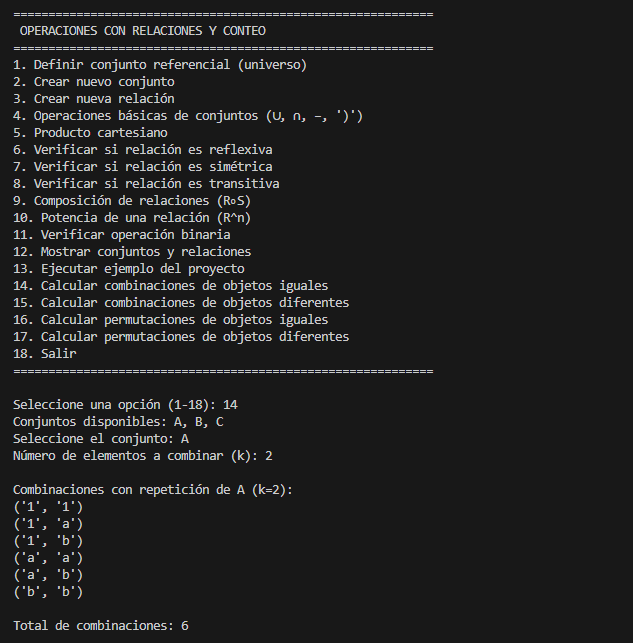 ============================================================
OPERACIONES CON RELACIONES Y CONTEO
============================================================
1. Definir conjunto referencial (universo)
2. Crear nuevo conjunto
3. Crear nueva relación
4. Operaciones básicas de conjuntos (∪, ∩, −, ')')
5. Producto cartesiano
6. Verificar si relación es reflexiva
7. Verificar si relación es simétrica
8. Verificar si relación es transitiva
9. Composición de relaciones (R∘S)
10. Potencia de una relación (R^n)
11. Verificar operación binaria
12. Mostrar conjuntos y relaciones
13. Ejecutar ejemplo del proyecto
14. Calcular combinaciones de objetos iguales
15. Calcular combinaciones de objetos diferentes
16. Calcular permutaciones de objetos iguales
17. Calcular permutaciones de objetos diferentes
18. Salir
============================================================
Seleccione una opción (1-18): 14
Conjuntos disponibles: A, B, C
Seleccione el conjunto: A
Número de elementos a combinar (k): 2
Combinaciones con repetición de A (k=2):
('1', '1')
('1', 'a')
('1', 'b')
('a', 'a')
('a', 'b')
('b', 'b')
Total de combinaciones: 6